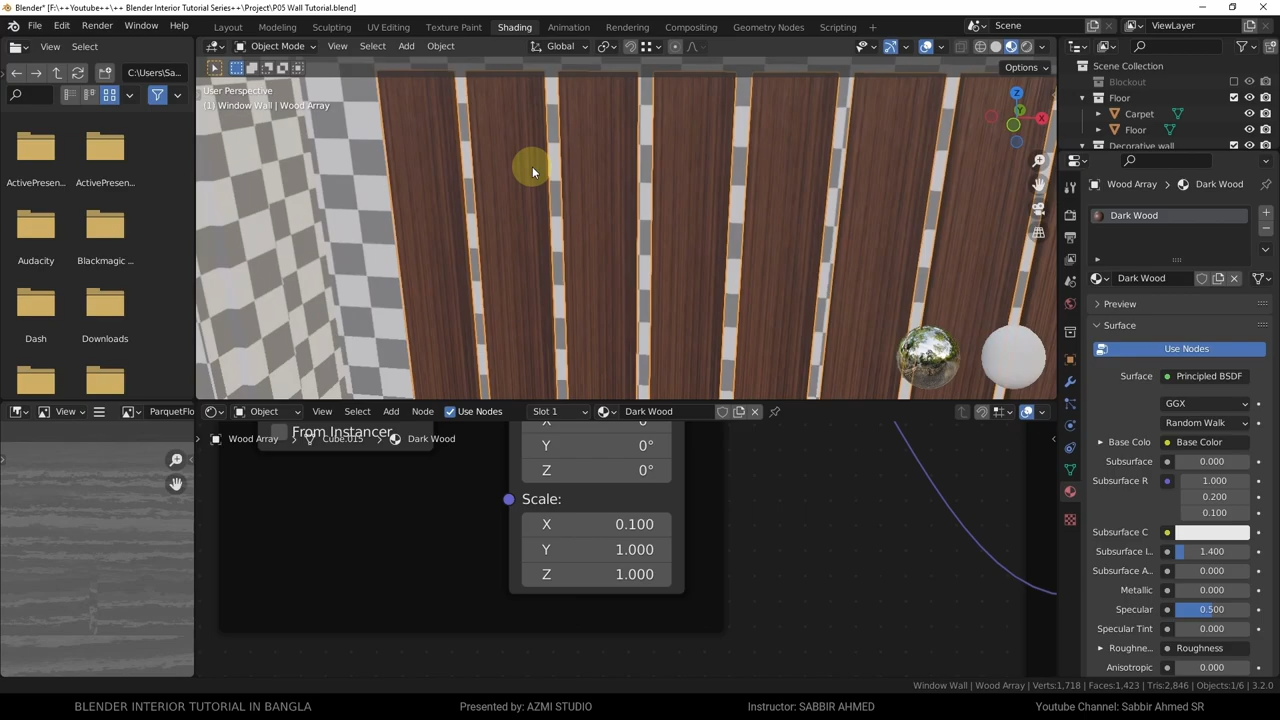 Blender* [F:\++Youtube++\++ Blender Interior Tutorial Series++\Project\P05 Wall Tutorial.blend]
File Edit Render Window Help Layout Modeling Sculpting UV Editing Texture Paint Shading Animation Rendering Compositing Geometry Nodes Scripting Scene ViewLayer
View Select Object Mode View Select Add Object Global
C:\Users\Sa... Options
User Perspective
(1) Window Wall | Wood Array
Scene Collection
Blockout
Floor
Carpet
Floor
Decorative wall
Z
Y
X
ActivePresen... ActivePresen...
Audacity Blackmagic ...
Dash Downloads
Wood Array Dark Wood
Dark Wood
Dark Wood
Preview
Surface
Use Nodes
Surface Principled BSDF
GGX
Random Walk
Base Colo Base Color
Subsurface 0.000
Subsurface R 1.000
0.200
0.100
Subsurface C
Subsurface I... 1.400
Subsurface A... 0.000
Metallic 0.000
Specular 0.500
Specular Tint 0.000
Roughne... Roughness
Anisotropic 0.000
View ParquetFlo Object View Select Add Node Use Nodes Slot 1 Dark Wood
From Instancer
Wood Array Cube.015 Dark Wood
X 0°
Y 0°
Z 0°
Scale:
X 0.100
Y 1.000
Z 1.000
Window Wall | Wood Array | Verts:1,718 | Faces:1,423 | Tris:2,846 | Objects:1/6 | 3.2.0
BLENDER INTERIOR TUTORIAL IN BANGLA Presented by: AZMI STUDIO Instructor: SABBIR AHMED Youtube Channel: Sabbir Ahmed SR